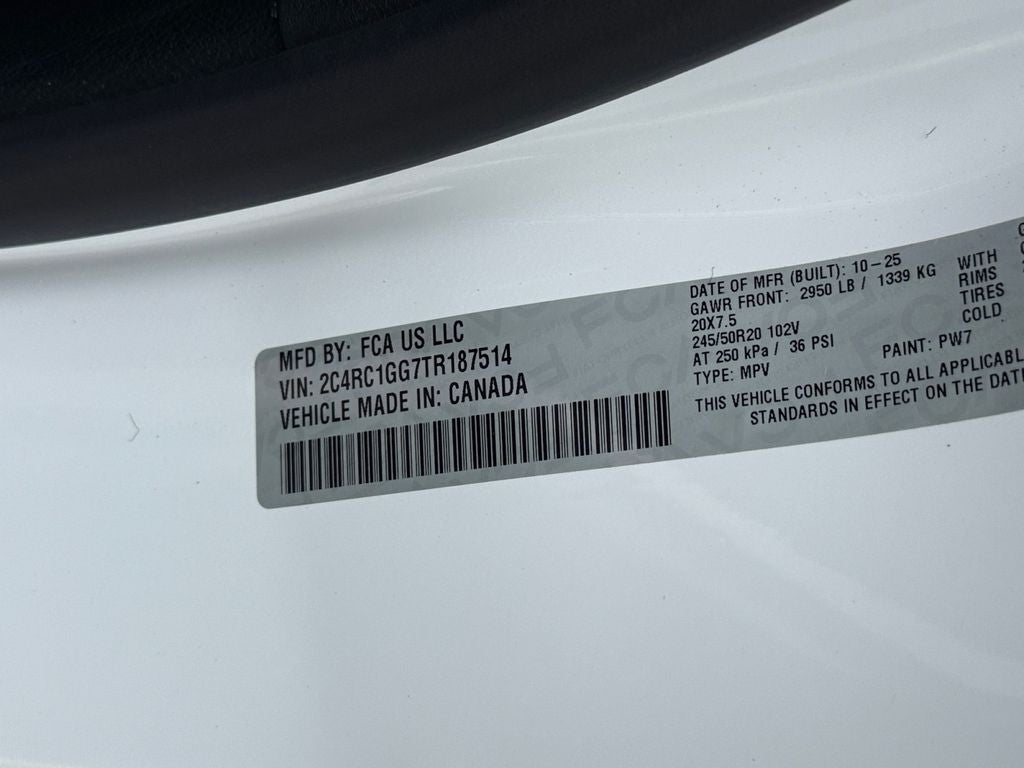 MFD BY: FCA US LLC
VIN: 2C4RC1GG7TR187514
VEHICLE MADE IN: CANADA
DATE OF MFR (BUILT): 10-25
GAWR FRONT: 2950 LB / 1339 KG WITH
20X7.5 RIMS
245/50R20 102V TIRES
AT 250 kPa / 36 PSI COLD
TYPE: MPV PAINT: PW7
THIS VEHICLE CONFORMS TO ALL APPLICABL
STANDARDS IN EFFECT ON THE DAT